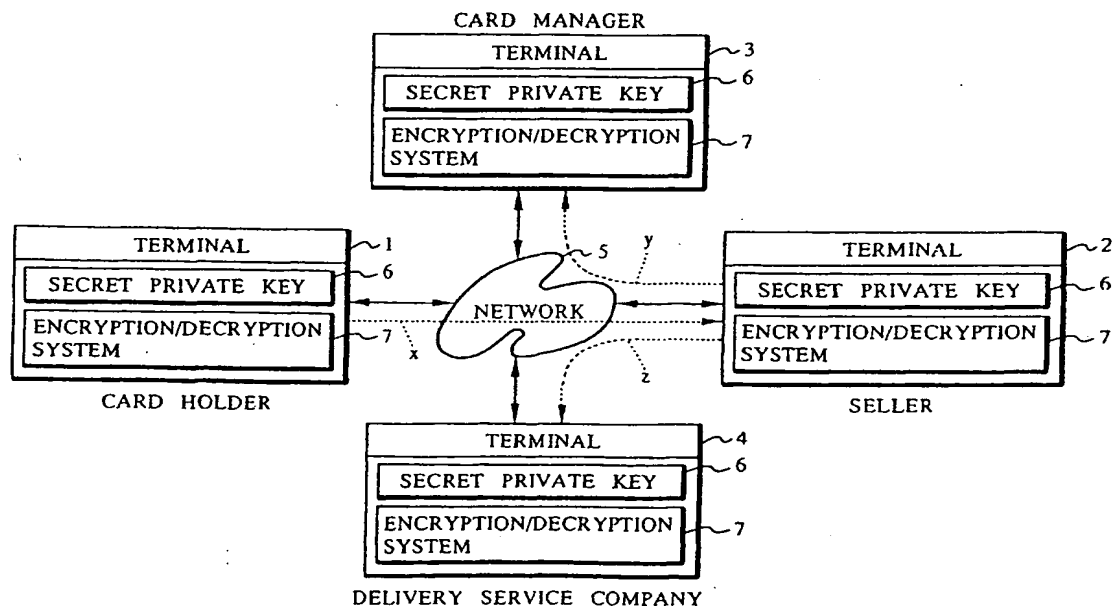 CARD MANAGER
TERMINAL
3
SECRET PRIVATE KEY
6
ENCRYPTION/DECRYPTION
SYSTEM
7
TERMINAL
1
SECRET PRIVATE KEY
6
ENCRYPTION/DECRYPTION
SYSTEM
7
CARD HOLDER
5
NETWORK
x
y
z
TERMINAL
2
SECRET PRIVATE KEY
6
ENCRYPTION/DECRYPTION
SYSTEM
7
SELLER
TERMINAL
4
SECRET PRIVATE KEY
6
ENCRYPTION/DECRYPTION
SYSTEM
7
DELIVERY SERVICE COMPANY